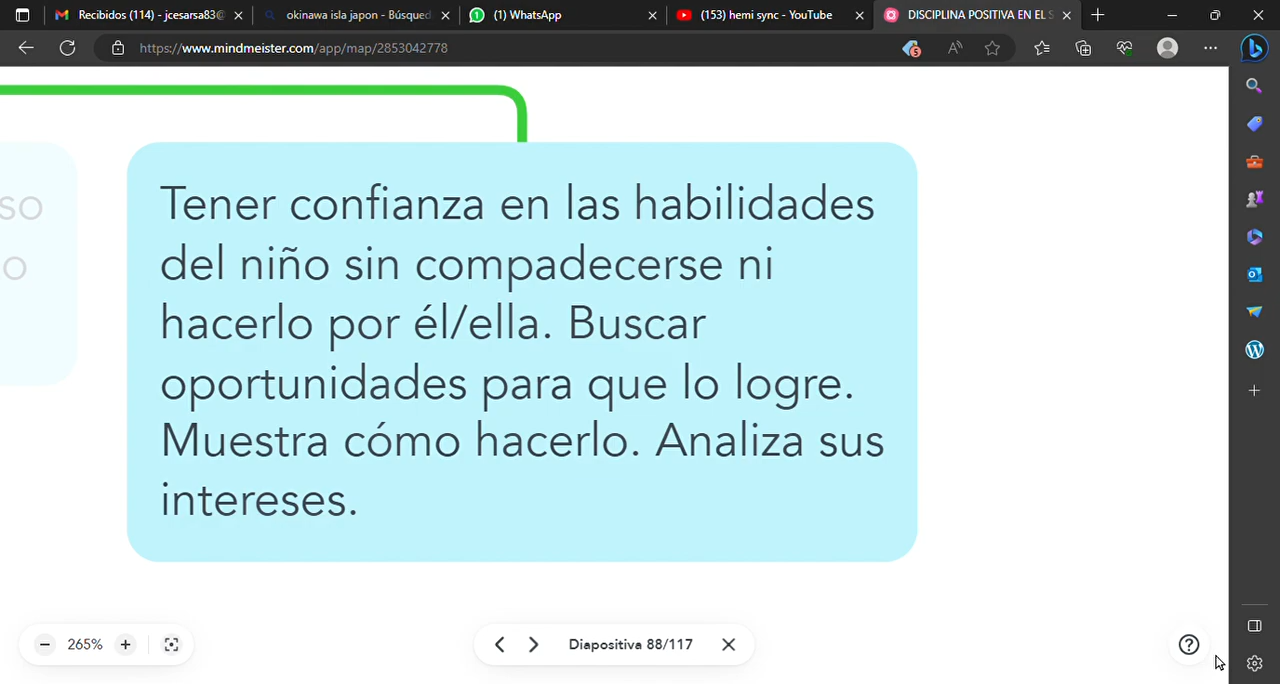 Recibidos (114) - jcesarsa83@
okinawa isla japon - Búsqued
(1) WhatsApp
(153) hemi sync - YouTube
DISCIPLINA POSITIVA EN EL S
https://www.mindmeister.com/app/map/2853042778
so
o
Tener confianza en las habilidades
del niño sin compadecerse ni
hacerlo por él/ella. Buscar
oportunidades para que lo logre.
Muestra cómo hacerlo. Analiza sus
intereses.
265%
Diapositiva 88/117